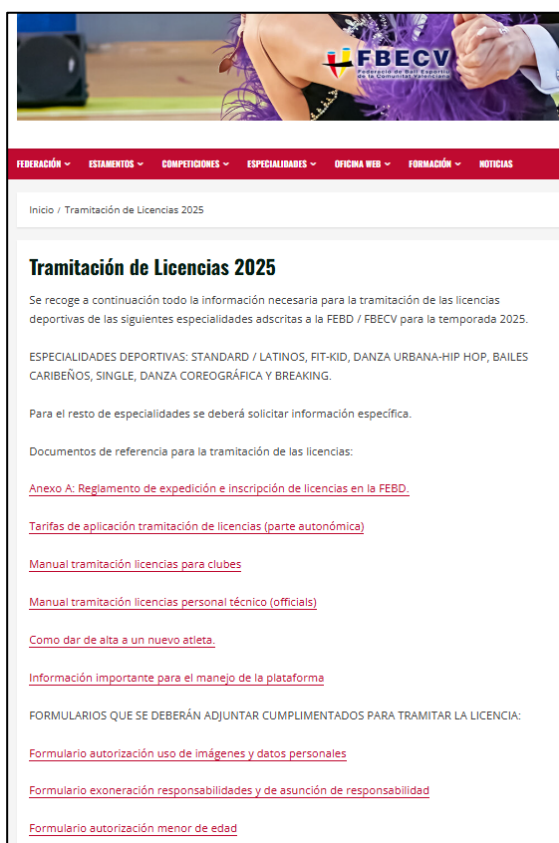 FBECV
Federació de Ball Esportiu
de la Comunitat Valenciana
FEDERACIÓN
ESTAMENTOS
COMPETICIONES
ESPECIALIDADES
OFICINA WEB
FORMACIÓN
NOTICIAS
Inicio / Tramitación de Licencias 2025
Tramitación de Licencias 2025
Se recoge a continuación todo la información necesaria para la tramitación de las licencias
deportivas de las siguientes especialidades adscritas a la FEBD / FBECV para la temporada 2025.
ESPECIALIDADES DEPORTIVAS: STANDARD / LATINOS, FIT-KID, DANZA URBANA-HIP HOP, BAILES
CARIBEÑOS, SINGLE, DANZA COREOGRÁFICA Y BREAKING.
Para el resto de especialidades se deberá solicitar información específica.
Documentos de referencia para la tramitación de las licencias:
Anexo A: Reglamento de expedición e inscripción de licencias en la FEBD.
Tarifas de aplicación tramitación de licencias (parte autonómica)
Manual tramitación licencias para clubes
Manual tramitación licencias personal técnico (officials)
Como dar de alta a un nuevo atleta.
Información importante para el manejo de la plataforma
FORMULARIOS QUE SE DEBERÁN ADJUNTAR CUMPLIMENTADOS PARA TRAMITAR LA LICENCIA:
Formulario autorización uso de imágenes y datos personales
Formulario exoneración responsabilidades y de asunción de responsabilidad
Formulario autorización menor de edad